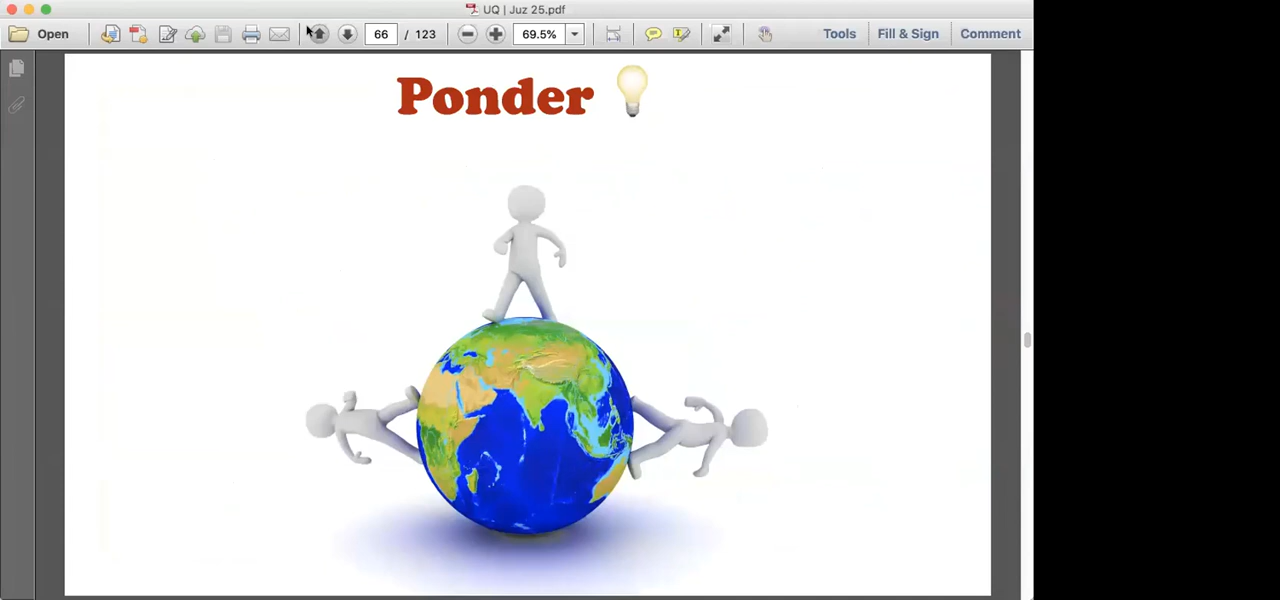 UQ | Juz 25.pdf
Open 66 / 123 69.5% Tools Fill & Sign Comment
Ponder